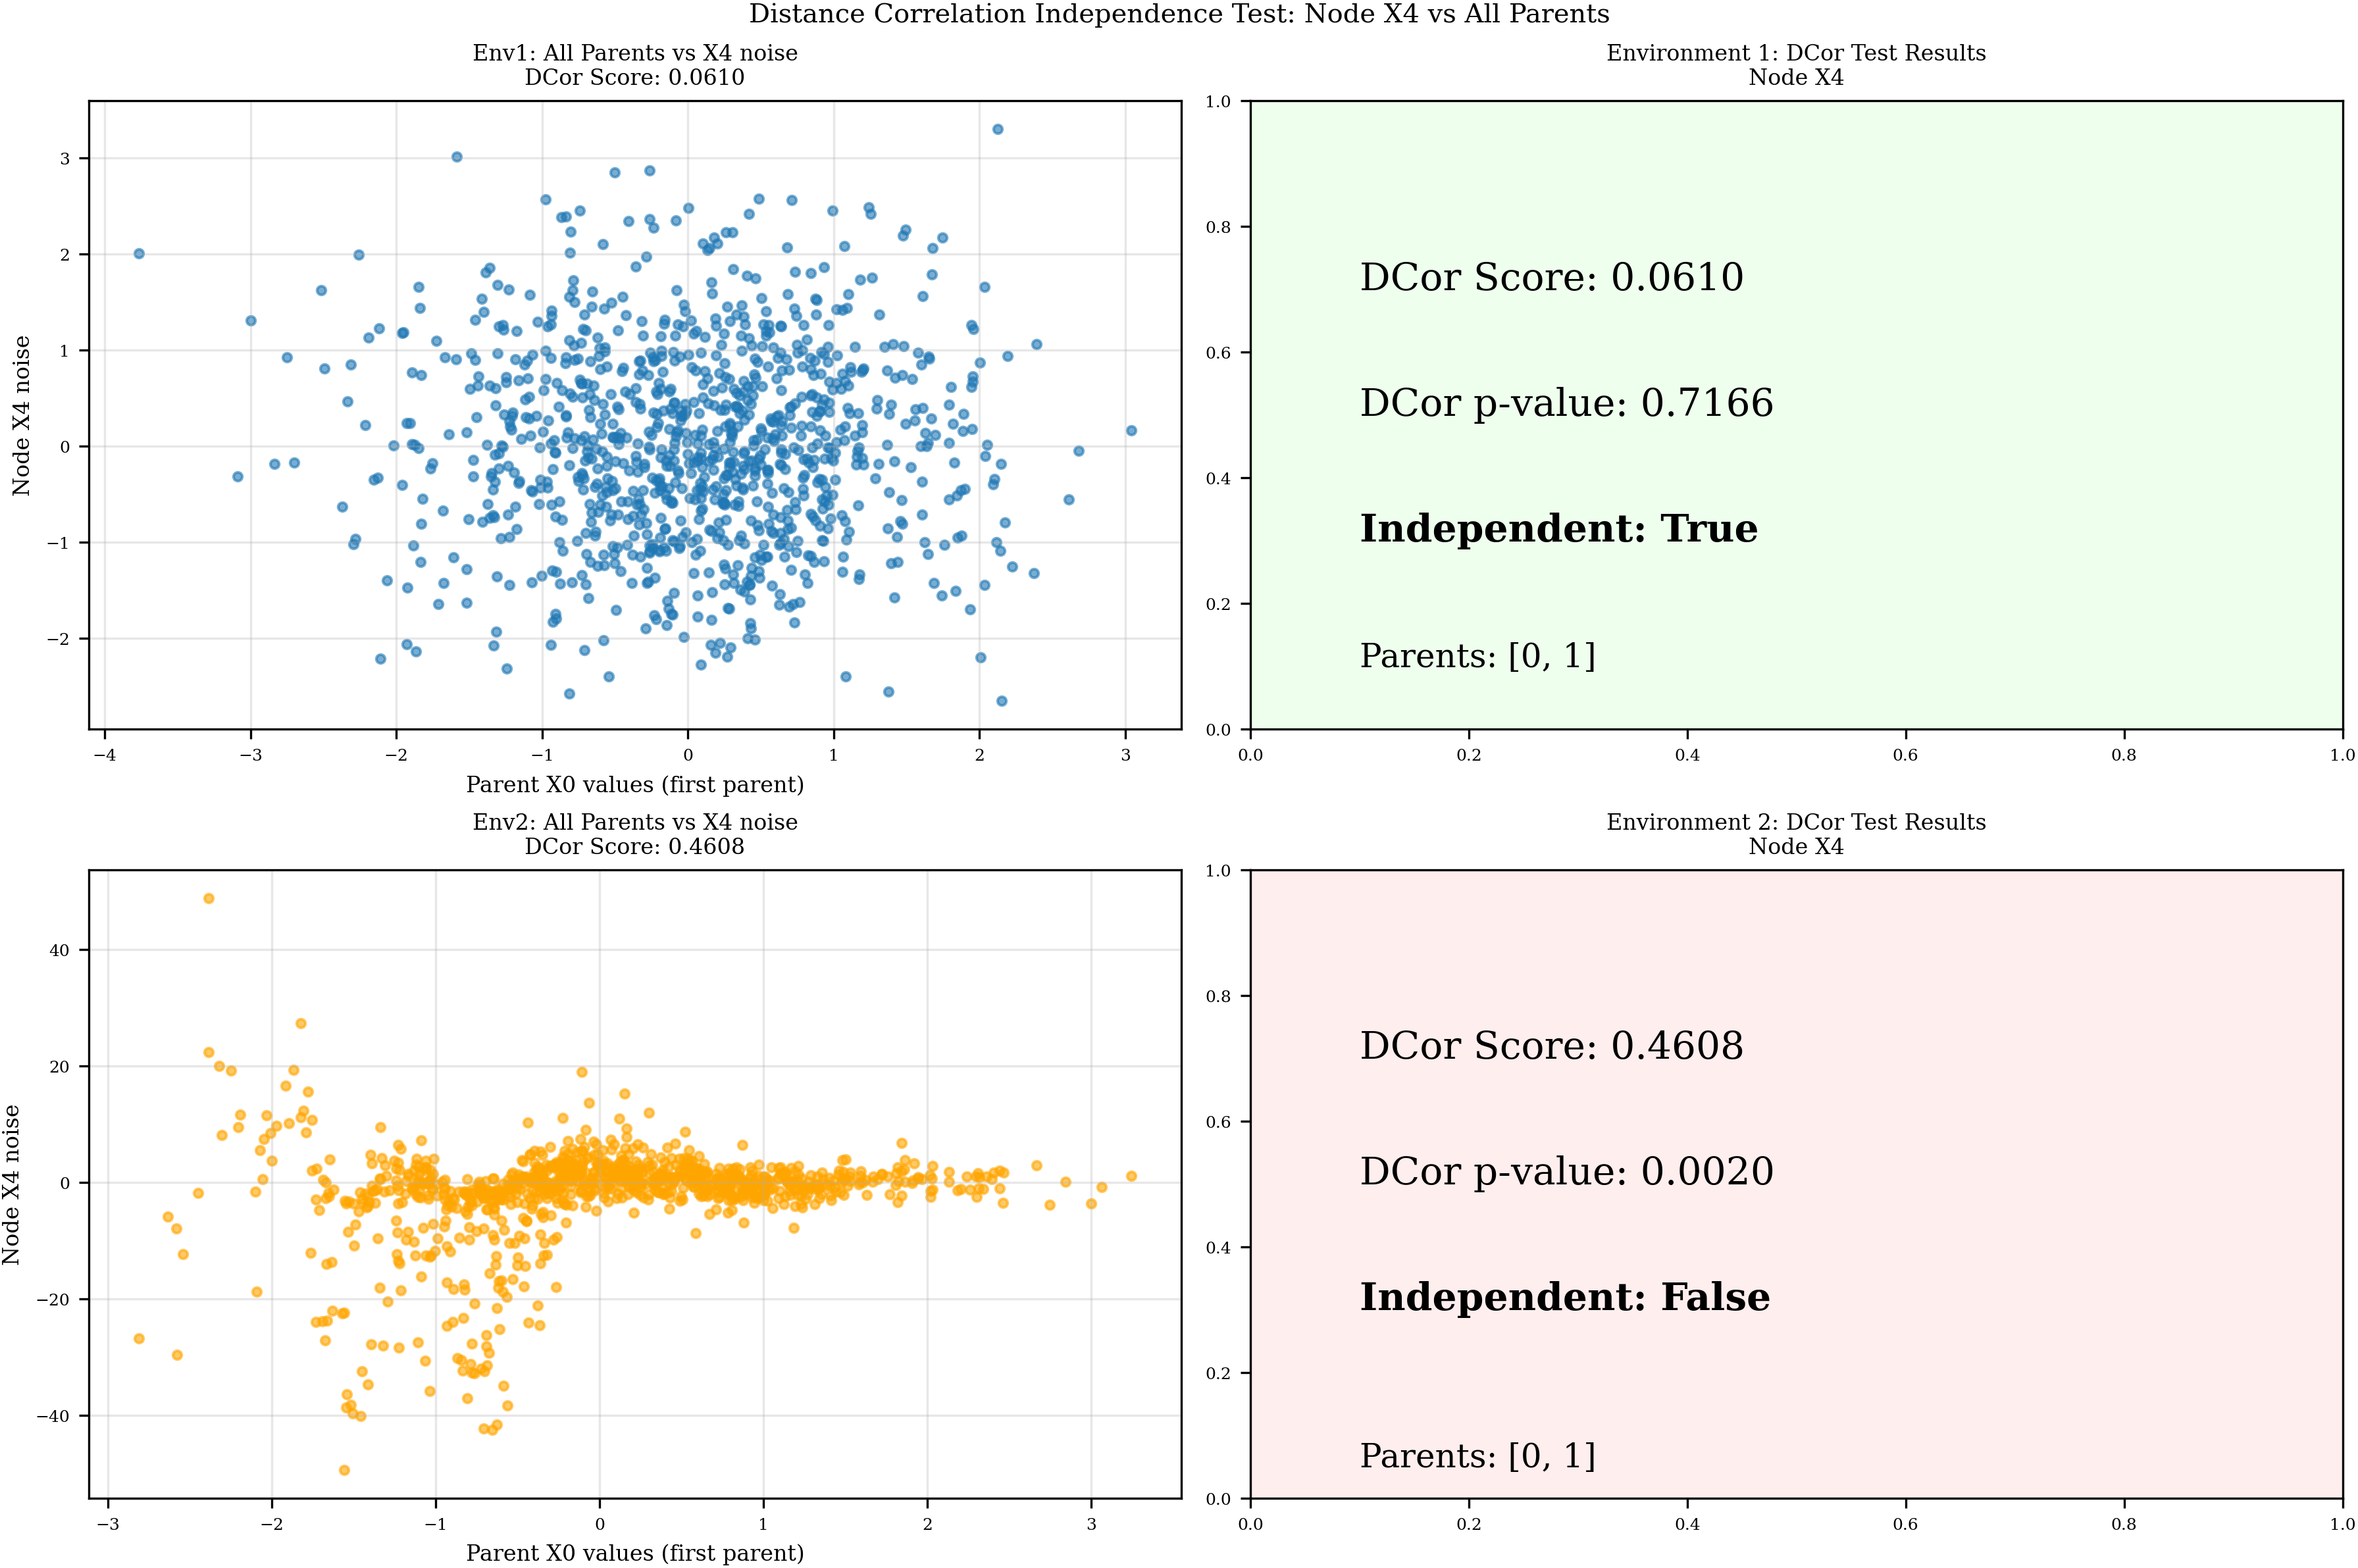 Distance Correlation Independence Test: Node X4 vs All Parents
Env1: All Parents vs X4 noise
DCor Score: 0.0610
Node X4 noise
3
2
1
0
−1
−2
−4
−3
−2
−1
0
1
2
3
Parent X0 values (first parent)
Environment 1: DCor Test Results
Node X4
1.0
0.8
0.6
0.4
0.2
0.0
DCor Score: 0.0610
DCor p-value: 0.7166
Independent: True
Parents: [0, 1]
0.0
0.2
0.4
0.6
0.8
1.0
Env2: All Parents vs X4 noise
DCor Score: 0.4608
Node X4 noise
40
20
0
−20
−40
−3
−2
−1
0
1
2
3
Parent X0 values (first parent)
Environment 2: DCor Test Results
Node X4
1.0
0.8
0.6
0.4
0.2
0.0
DCor Score: 0.4608
DCor p-value: 0.0020
Independent: False
Parents: [0, 1]
0.0
0.2
0.4
0.6
0.8
1.0